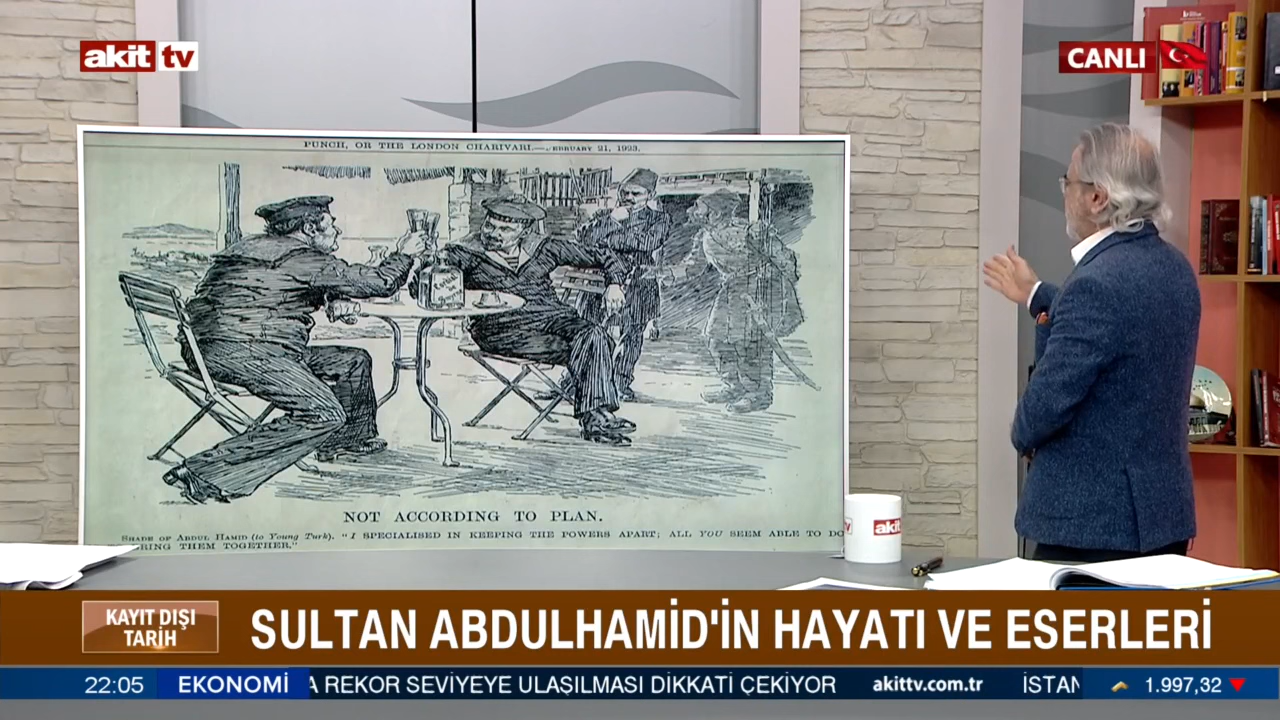 akit tv
CANLI
PUNCH, OR THE LONDON CHARIVARI.—FEBRUARY 21, 1923.
NOT ACCORDING TO PLAN.
SHADE OF ABDUL HAMID (to Young Turk). "I SPECIALISED IN KEEPING THE POWERS APART; ALL YOU SEEM ABLE TO DO
BRING THEM TOGETHER."
akit
KAYIT DIŞI
TARİH
SULTAN ABDULHAMİD'İN HAYATI VE ESERLERİ
22:05 EKONOMİ A REKOR SEVİYEYE ULAŞILMASI DİKKATİ ÇEKİYOR akittv.com.tr İSTAN 1.997,32